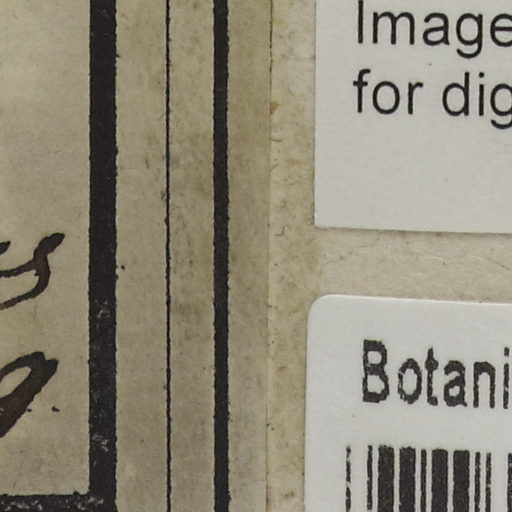 Image
for dig
Botani